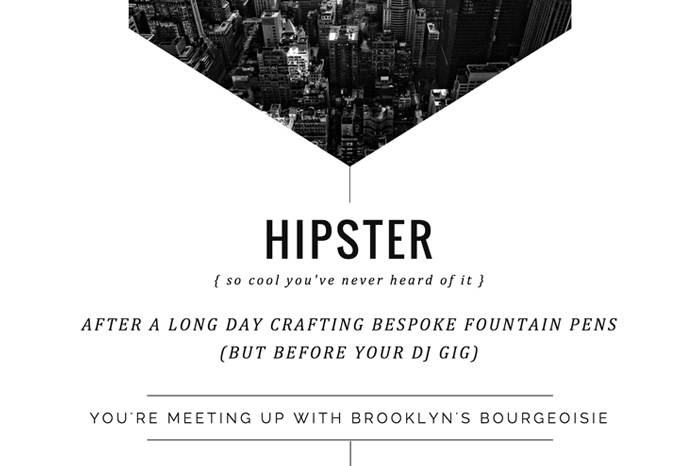 HIPSTER
{ so cool you've never heard of it }
AFTER A LONG DAY CRAFTING BESPOKE FOUNTAIN PENS
(BUT BEFORE YOUR DJ GIG)
YOU'RE MEETING UP WITH BROOKLYN'S BOURGEOISIE